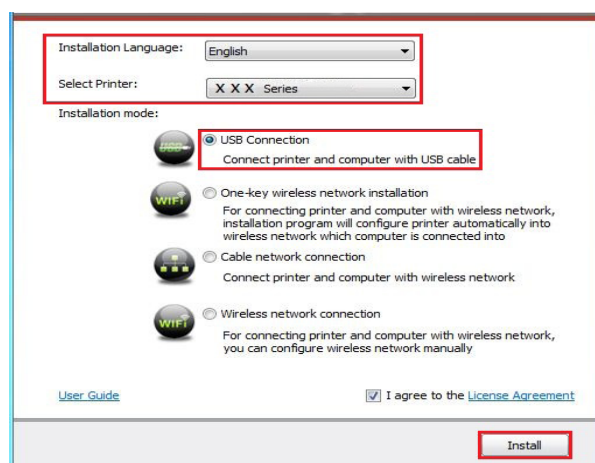 Installation Language: English
Select Printer: X X X Series
Installation mode:
USB
USB Connection
Connect printer and computer with USB cable
WiFi
One-key wireless network installation
For connecting printer and computer with wireless network,
installation program will configure printer automatically into
wireless network which computer is connected into
Cable network connection
Connect printer and computer with wireless network
WiFi
Wireless network connection
For connecting printer and computer with wireless network,
you can configure wireless network manually
User Guide
I agree to the License Agreement
Install